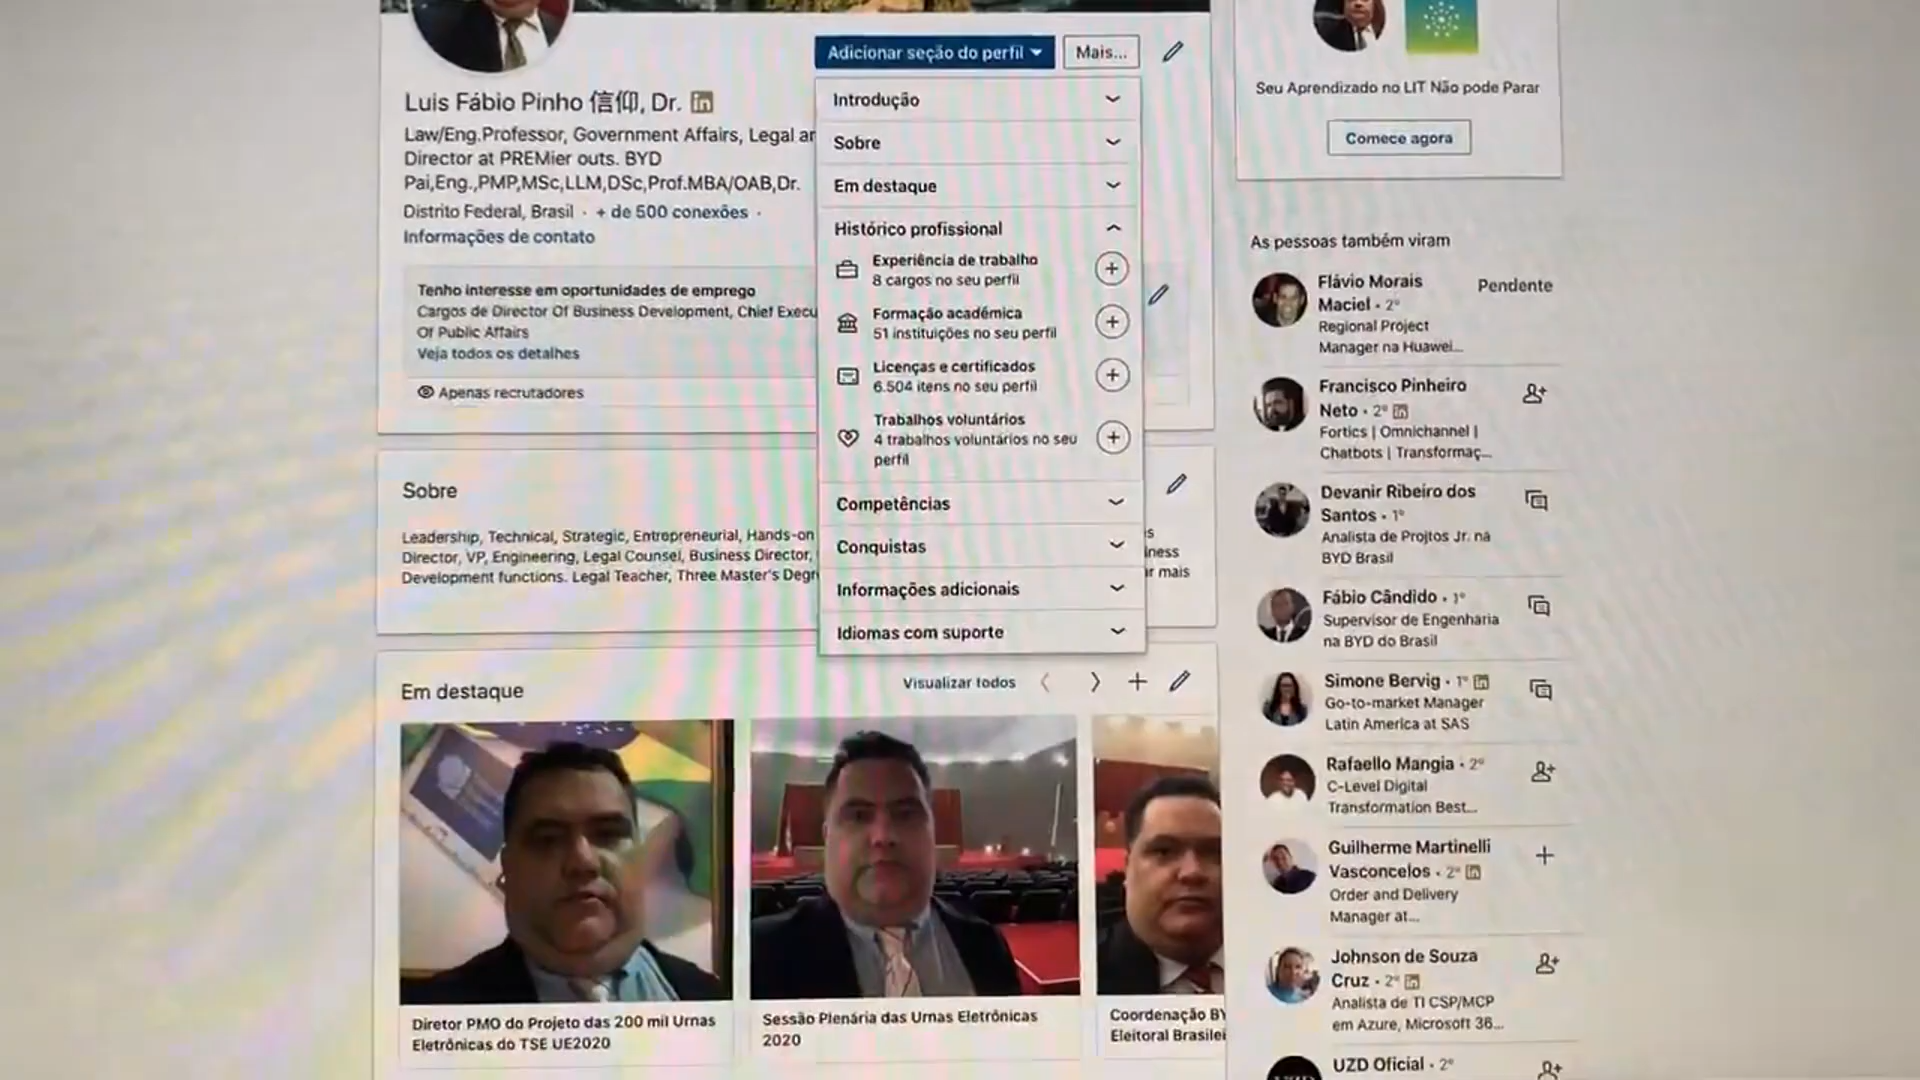 Adicionar seção do perfil
Mais...
Luis Fábio Pinho 信仰, Dr.
Law/Eng.Professor, Government Affairs, Legal ar
Director at PREMier outs. BYD
Pai,Eng.,PMP,MSc,LLM,DSc,Prof.MBA/OAB,Dr.
Distrito Federal, Brasil · + de 500 conexões ·
Informações de contato
Tenho interesse em oportunidades de emprego
Cargos de Director Of Business Development, Chief Execu
Of Public Affairs
Veja todos os detalhes
Apenas recrutadores
Introdução
Sobre
Em destaque
Histórico profissional
Experiência de trabalho
8 cargos no seu perfil
Formação acadêmica
51 instituições no seu perfil
Licenças e certificados
6.504 itens no seu perfil
Trabalhos voluntários
4 trabalhos voluntários no seu
perfil
Competências
Conquistas
Informações adicionais
Idiomas com suporte
Sobre
Leadership, Technical, Strategic, Entrepreneurial, Hands-on
Director, VP, Engineering, Legal Counsel, Business Director,
Development functions. Legal Teacher, Three Master's Degr
s
iness
r mais
Em destaque
Visualizar todos
Diretor PMO do Projeto das 200 mil Urnas
Eletrônicas do TSE UE2020
Sessão Plenária das Urnas Eletrônicas
2020
Coordenação BY
Eleitoral Brasilei
Seu Aprendizado no LIT Não pode Parar
Comece agora
As pessoas também viram
Flávio Morais
Maciel · 2º
Pendente
Regional Project
Manager na Huawei...
Francisco Pinheiro
Neto · 2º
Fortics | Omnichannel |
Chatbots | Transformaç...
Devanir Ribeiro dos
Santos · 1º
Analista de Projtos Jr. na
BYD Brasil
Fábio Cândido · 1º
Supervisor de Engenharia
na BYD do Brasil
Simone Bervig · 1º
Go-to-market Manager
Latin America at SAS
Rafaello Mangia · 2º
C-Level Digital
Transformation Best...
Guilherme Martinelli
Vasconcelos · 2º
Order and Delivery
Manager at...
Johnson de Souza
Cruz · 2º
Analista de TI CSP/MCP
em Azure, Microsoft 36...
UZD Oficial · 2º